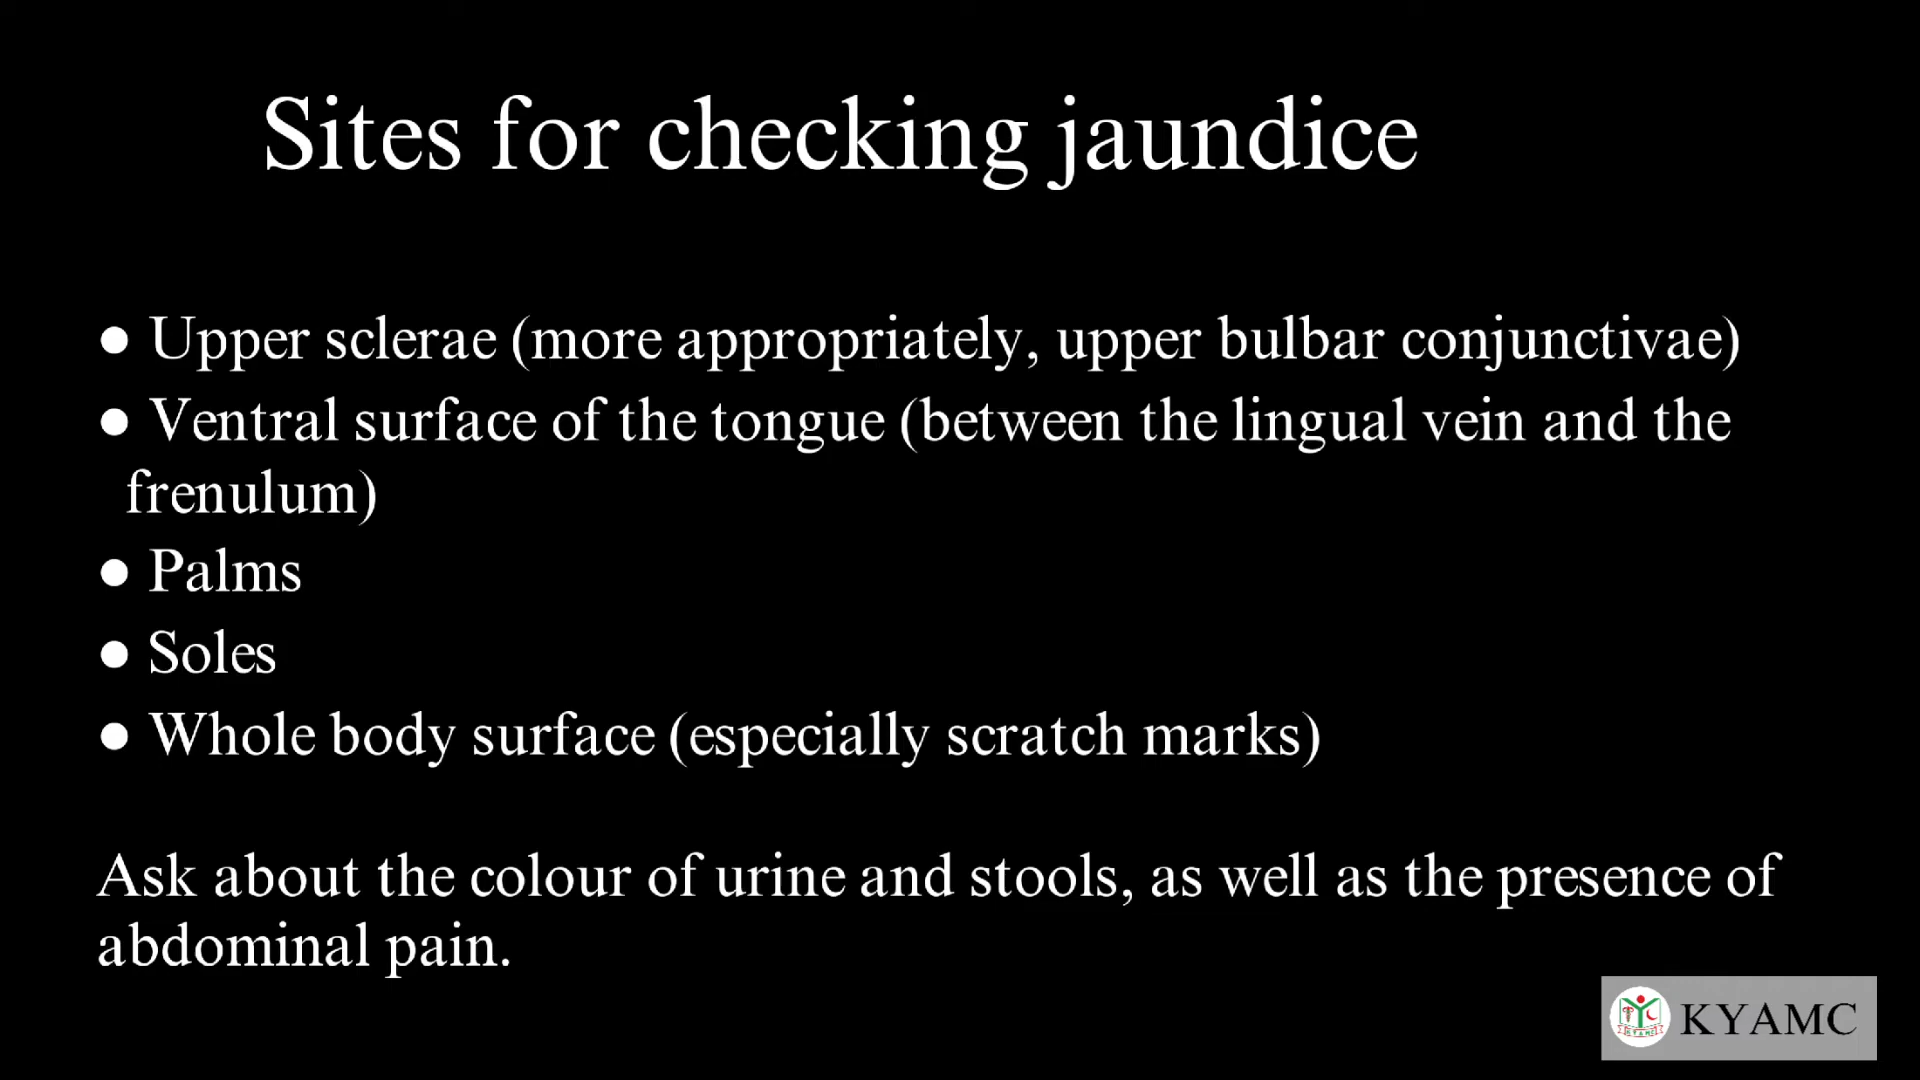 Sites for checking jaundice
● Upper sclerae (more appropriately, upper bulbar conjunctivae)
● Ventral surface of the tongue (between the lingual vein and the
frenulum)
● Palms
● Soles
● Whole body surface (especially scratch marks)
Ask about the colour of urine and stools, as well as the presence of
abdominal pain.
KYAMC